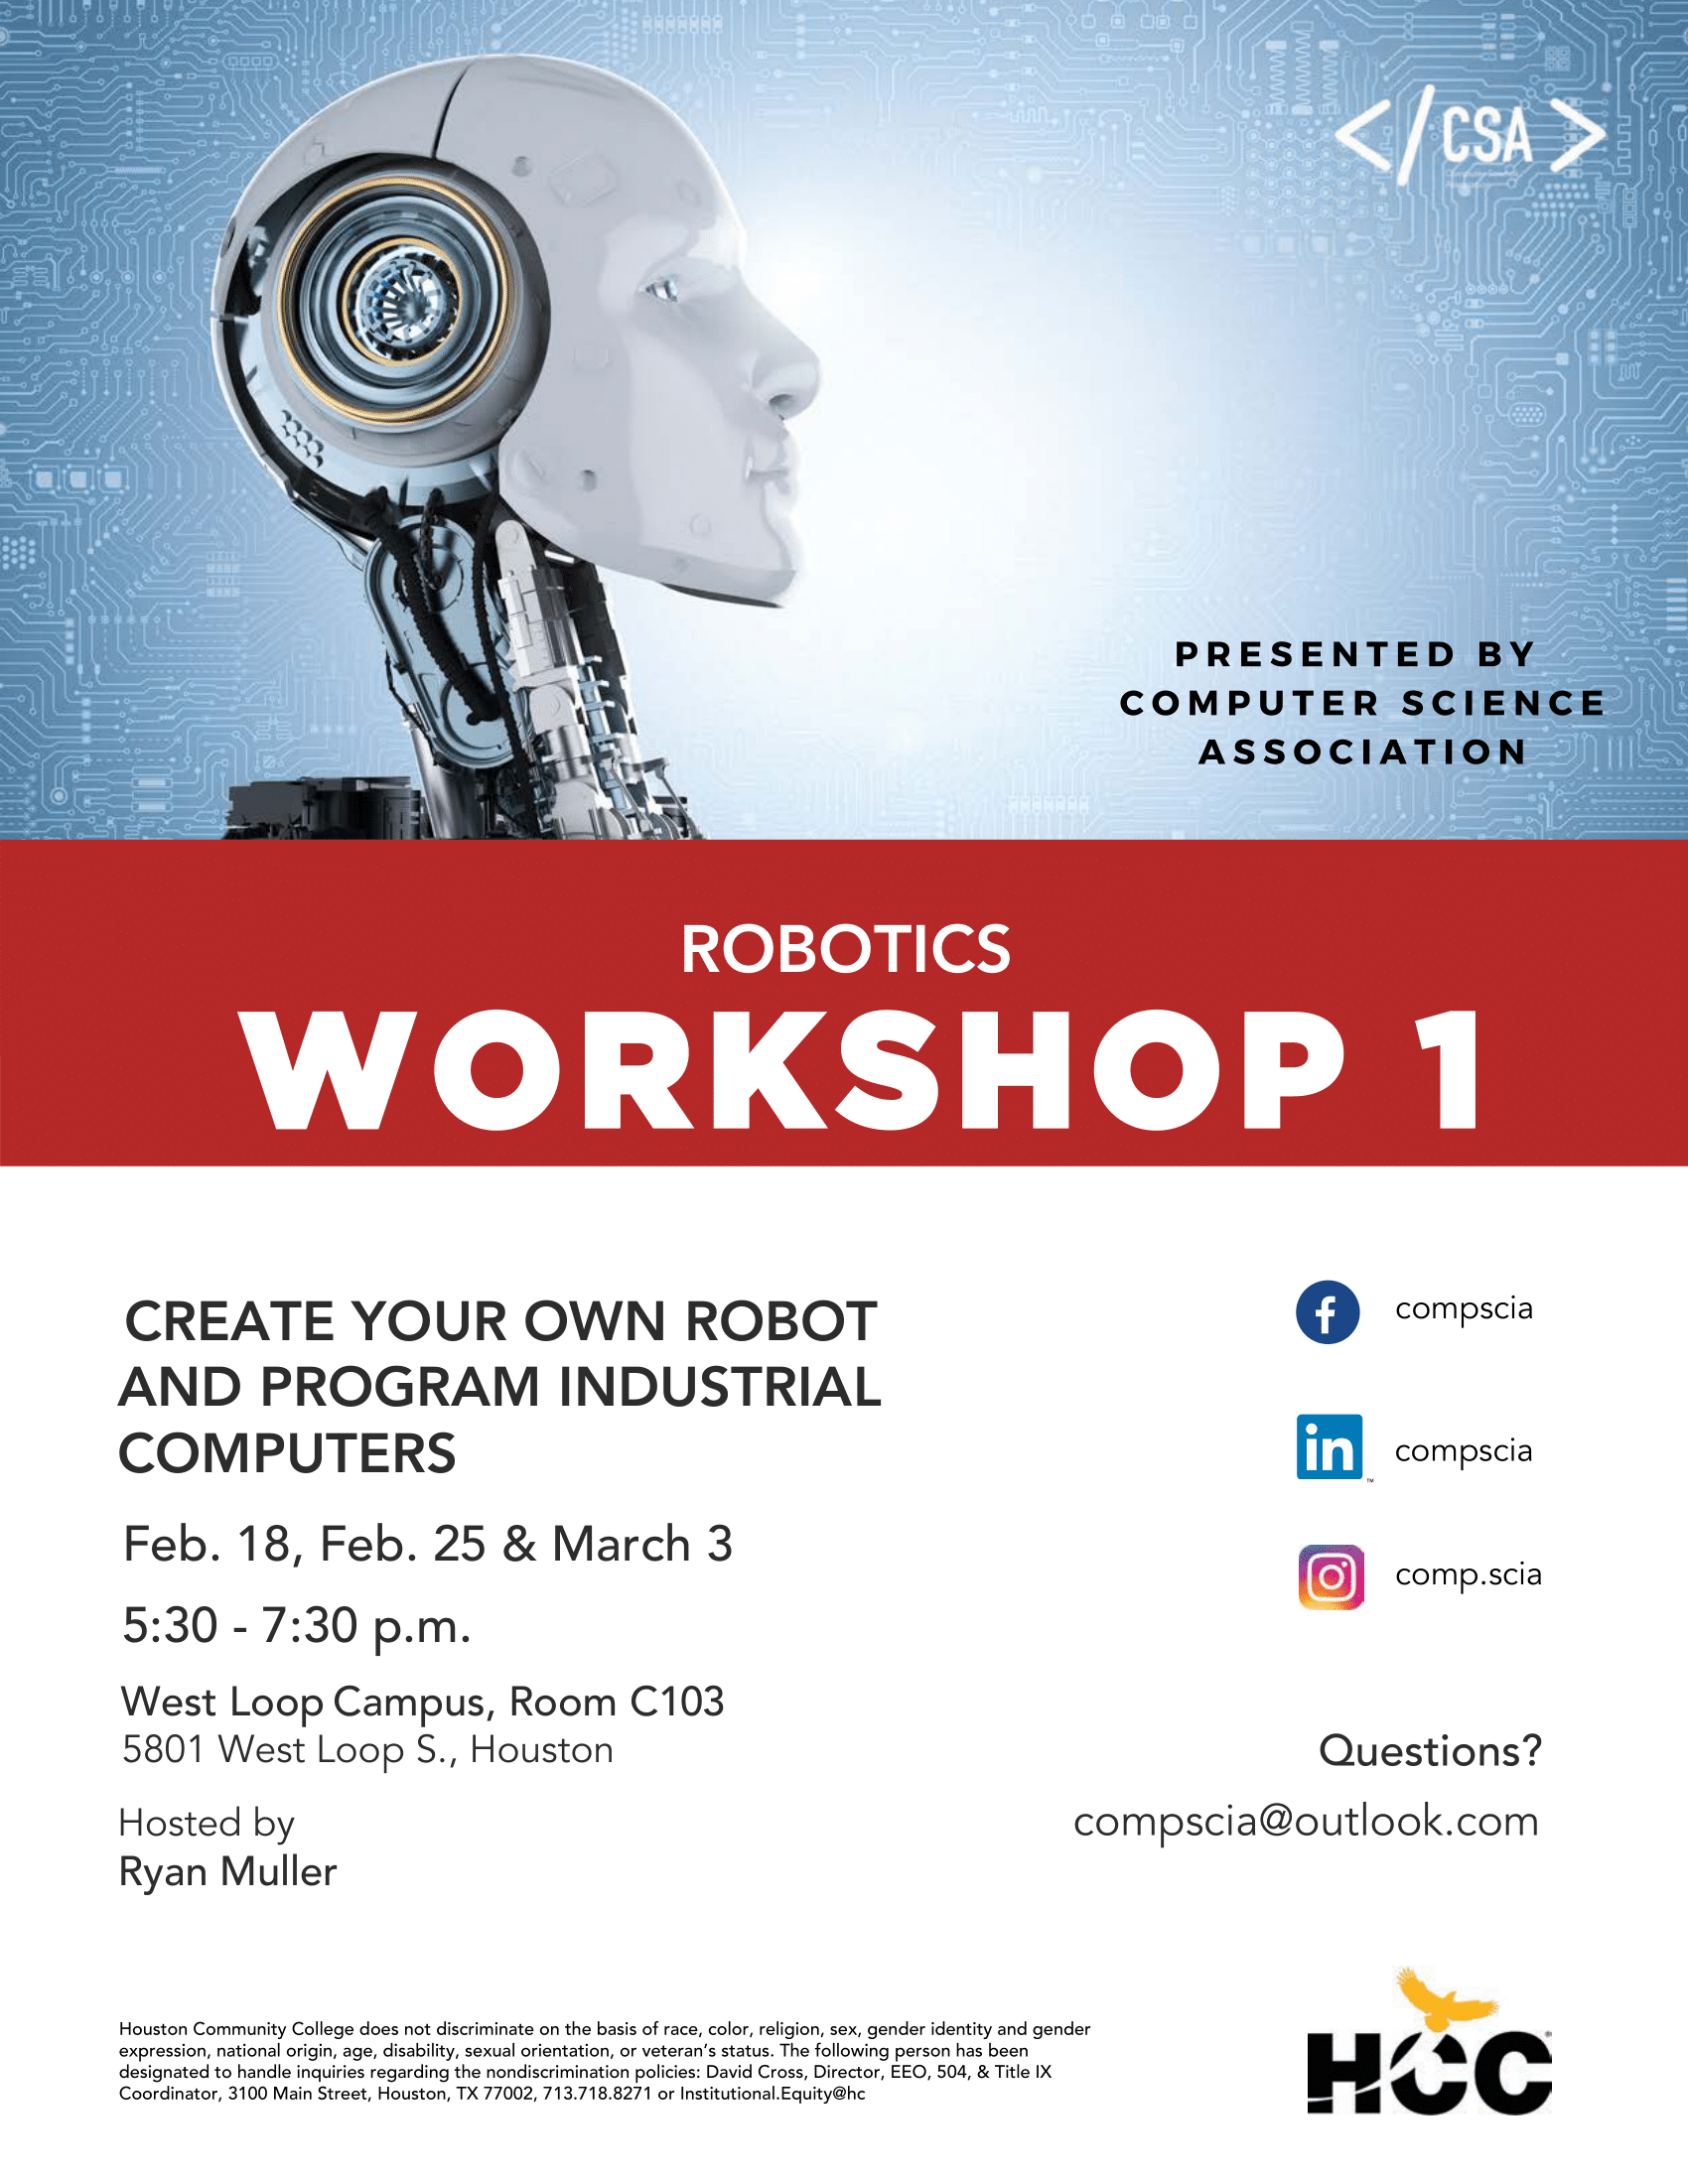 </CSA>
PRESENTED BY
COMPUTER SCIENCE
ASSOCIATION
ROBOTICS
WORKSHOP 1
CREATE YOUR OWN ROBOT
AND PROGRAM INDUSTRIAL
COMPUTERS
Feb. 18, Feb. 25 & March 3
5:30 - 7:30 p.m.
West Loop Campus, Room C103
5801 West Loop S., Houston
Hosted by
Ryan Muller
compscia
in
compscia
comp.scia
Questions?
compscia@outlook.com
Houston Community College does not discriminate on the basis of race, color, religion, sex, gender identity and gender
expression, national origin, age, disability, sexual orientation, or veteran's status. The following person has been
designated to handle inquiries regarding the nondiscrimination policies: David Cross, Director, EEO, 504, & Title IX
Coordinator, 3100 Main Street, Houston, TX 77002, 713.718.8271 or Institutional.Equity@hc
HCC